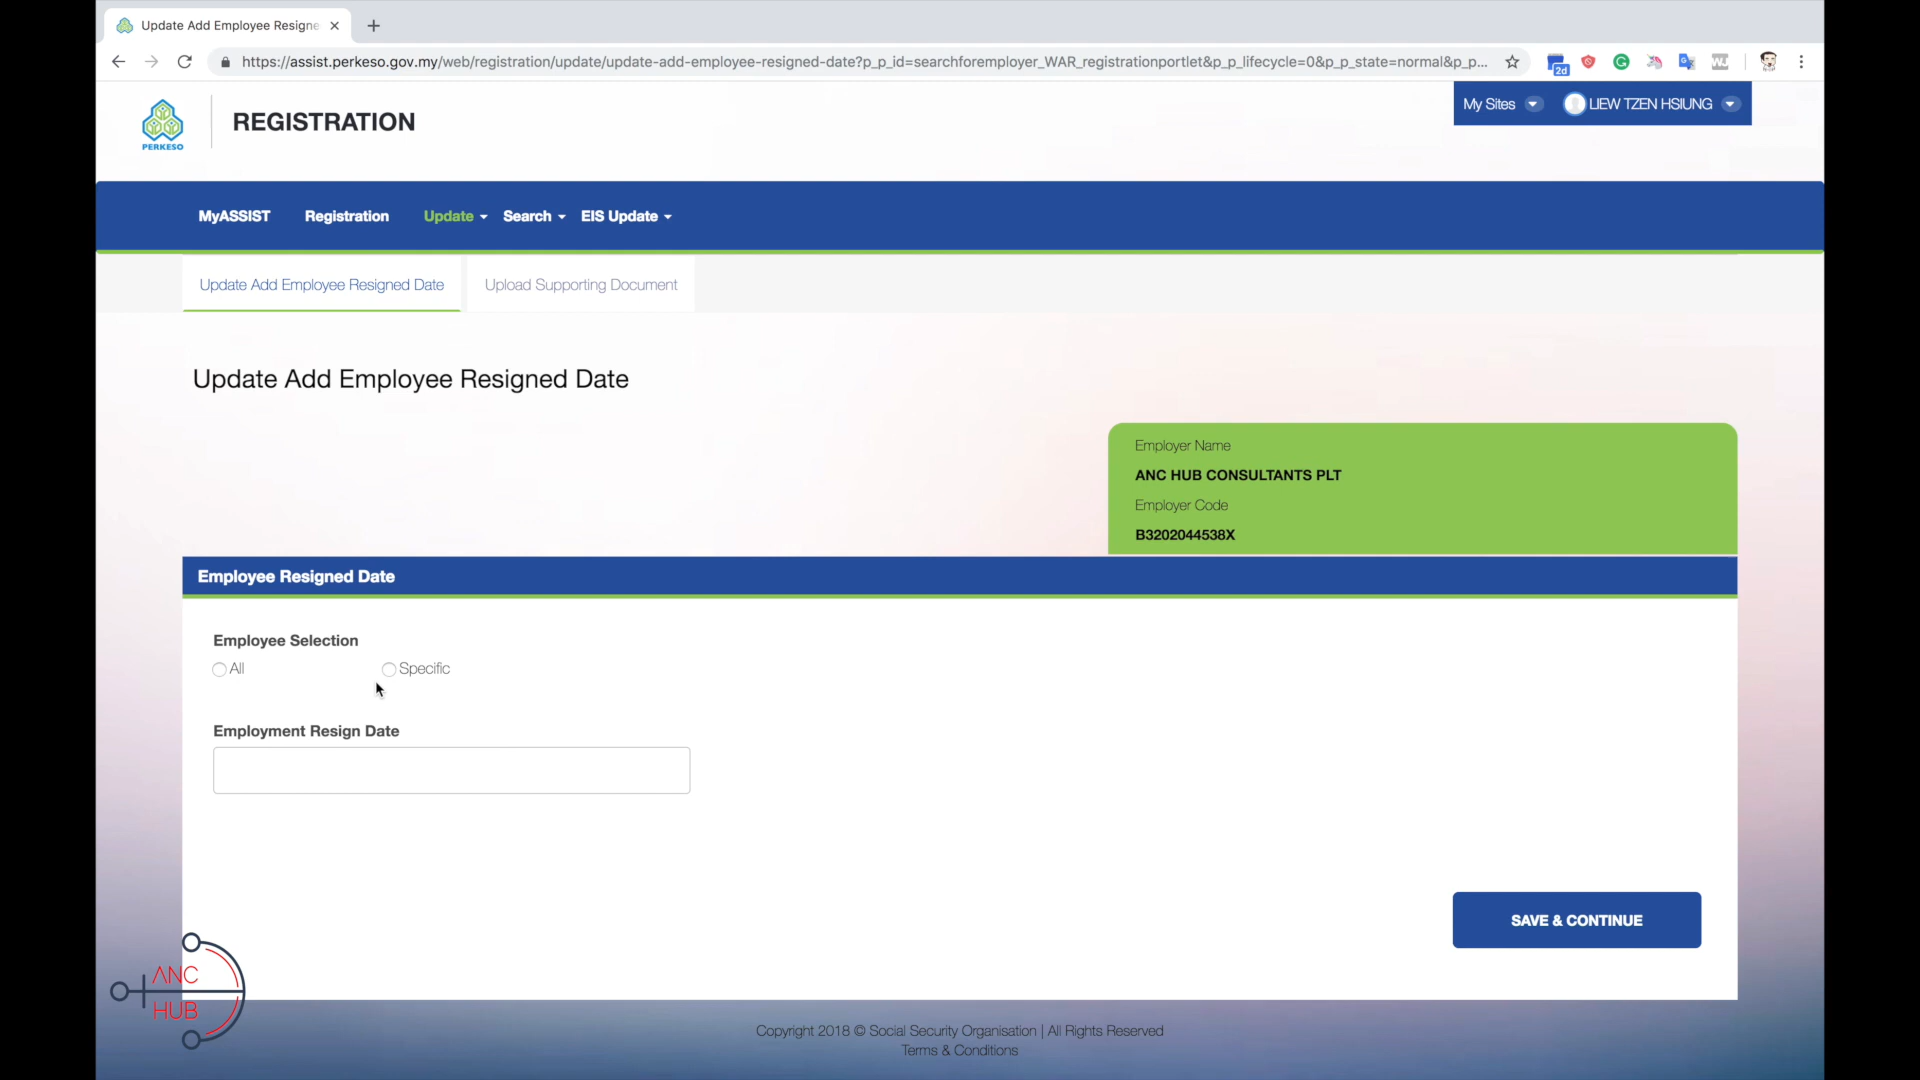 Update Add Employee Resigne
https://assist.perkeso.gov.my/web/registration/update/update-add-employee-resigned-date?p_p_id=searchforemployer_WAR_registrationportlet&p_p_lifecycle=0&p_p_state=normal&p_p...
2d
PERKESO
REGISTRATION
My Sites
LIEW TZEN HSIUNG
MyASSIST
Registration
Update
Search
EIS Update
Update Add Employee Resigned Date
Upload Supporting Document
Update Add Employee Resigned Date
Employer Name
ANC HUB CONSULTANTS PLT
Employer Code
B3202044538X
Employee Resigned Date
Employee Selection
All
Specific
Employment Resign Date
SAVE & CONTINUE
ANC
HUB
Copyright 2018 © Social Security Organisation | All Rights Reserved
Terms & Conditions